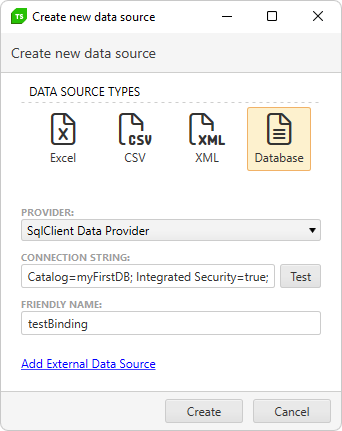 TS Create new data source
Create new data source
DATA SOURCE TYPES
X CSV XML
Excel CSV XML Database
PROVIDER:
SqlClient Data Provider
CONNECTION STRING:
Catalog=myFirstDB; Integrated Security=true; Test
FRIENDLY NAME:
testBinding
Add External Data Source
Create Cancel